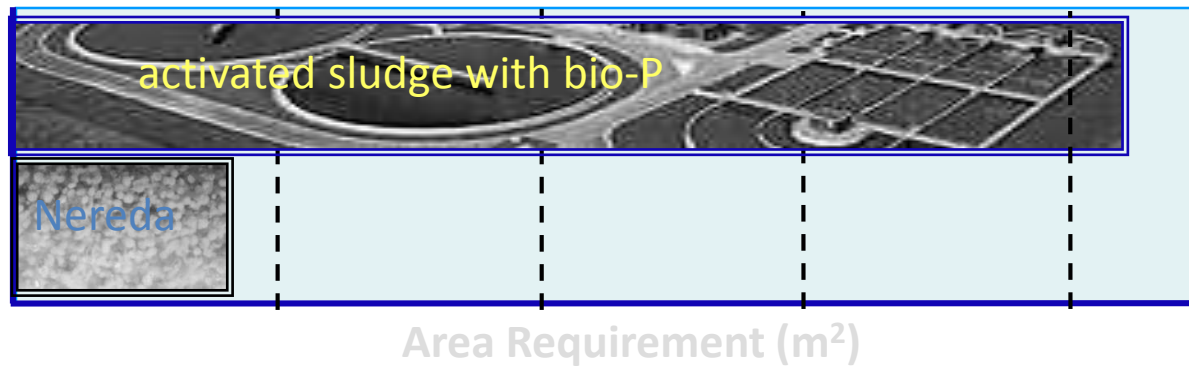 activated sludge with bio-P
Nereda
Area Requirement (m²)